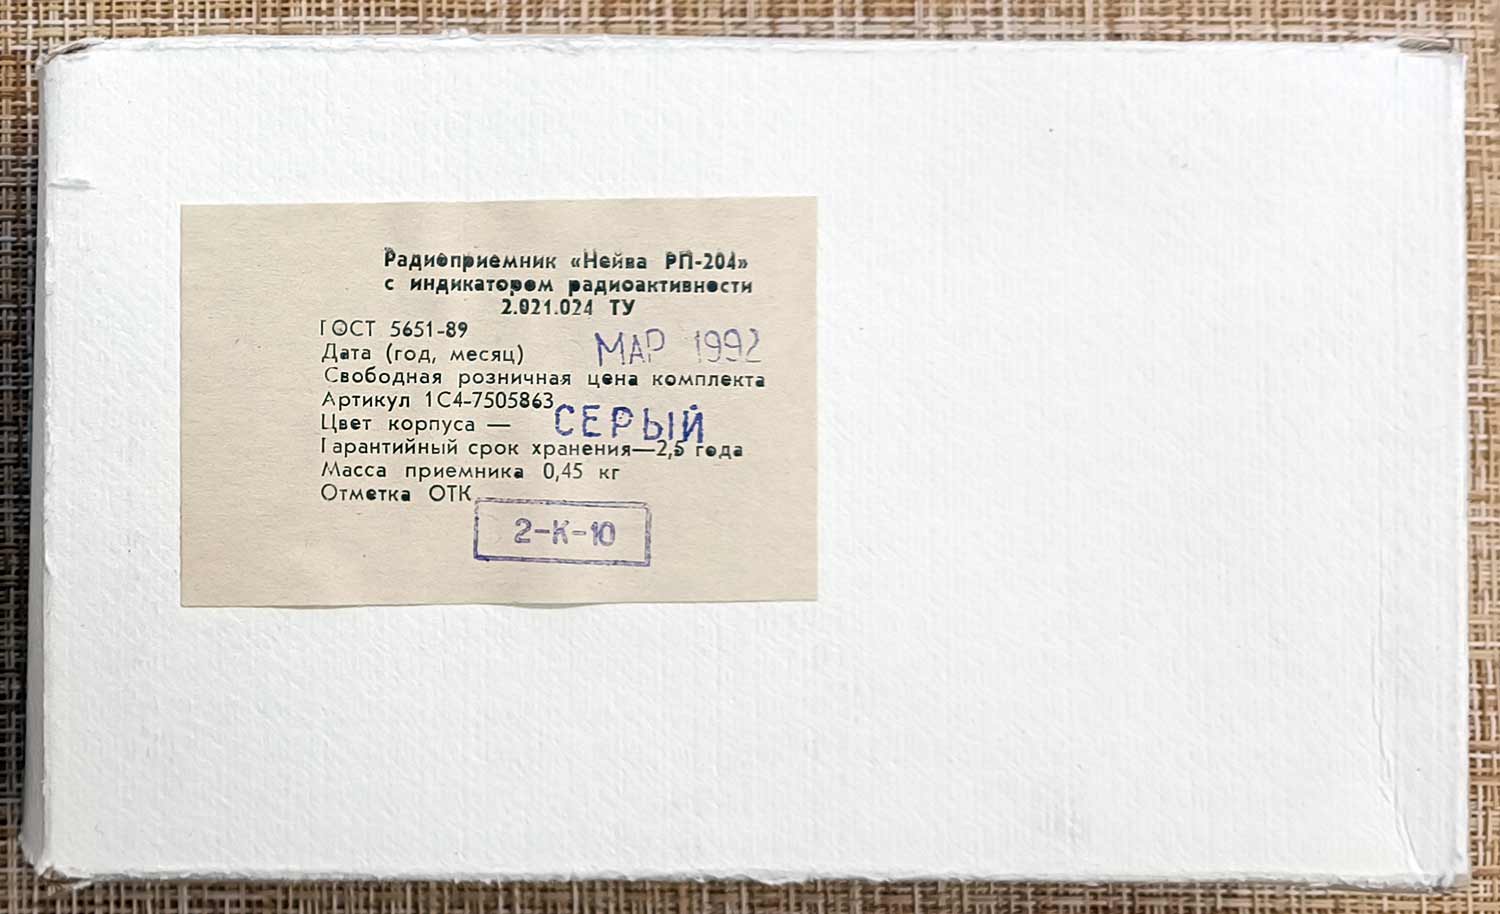 Радиоприемник «Нейва РП-204»
с индикатором радиоактивности
2.021.024 ТУ
ГОСТ 5651-89
Дата (год, месяц) МАР 1992
Свободная розничная цена комплекта
Артикул 1С4-7505863
Цвет корпуса — СЕРЫЙ
Гарантийный срок хранения—2,5 года
Масса приемника 0,45 кг
Отметка ОТК
2-К-10